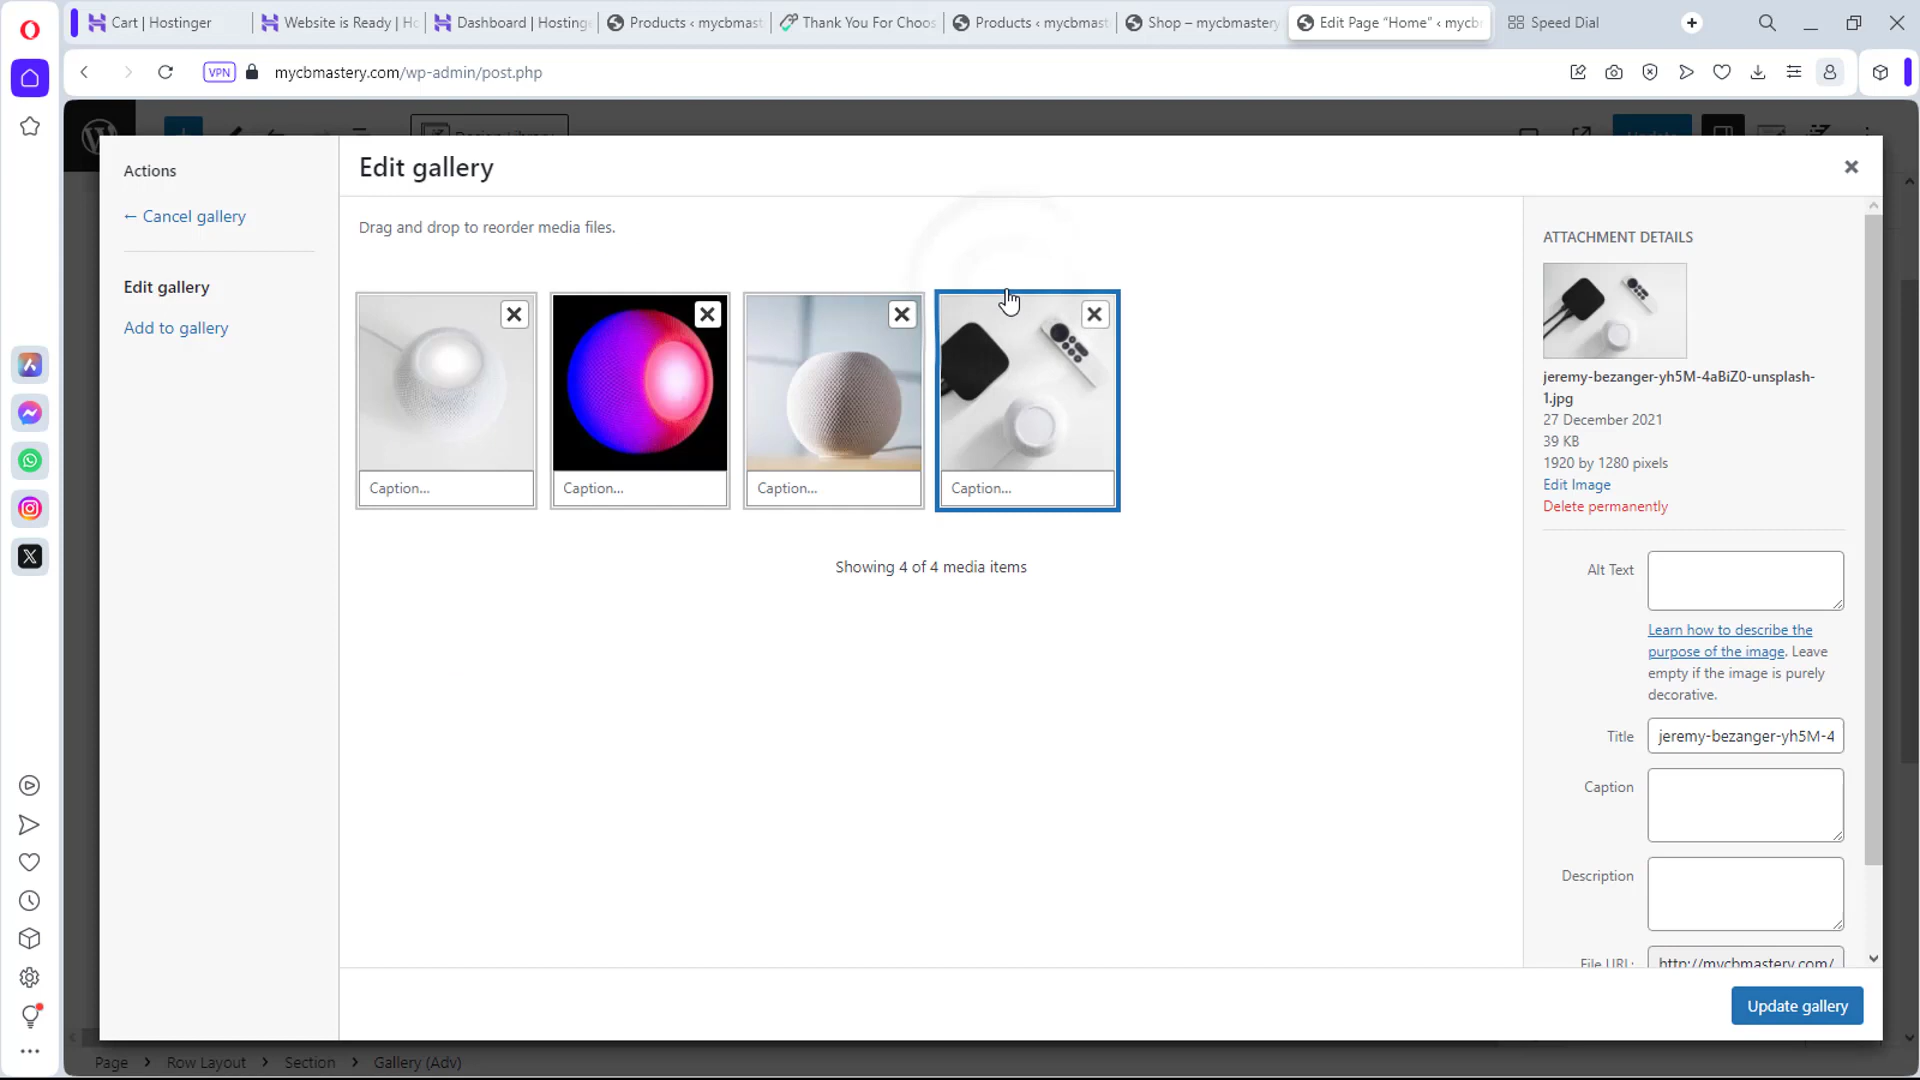 Cart | Hostinger
Website is Ready | Ho
Dashboard | Hosting
Products ‹ mycbmast
Thank You For Choos
Products ‹ mycbmast
Shop – mycbmastery
Edit Page “Home” ‹ mycb
Speed Dial
VPN
mycbmastery.com/wp-admin/post.php
Actions
← Cancel gallery
Edit gallery
Add to gallery
Edit gallery
Drag and drop to reorder media files.
Caption...
Caption...
Caption...
Caption...
Showing 4 of 4 media items
ATTACHMENT DETAILS
jeremy-bezanger-yh5M-4aBiZ0-unsplash-
1.jpg
27 December 2021
39 KB
1920 by 1280 pixels
Edit Image
Delete permanently
Alt Text
Learn how to describe the
purpose of the image. Leave
empty if the image is purely
decorative.
Title
jeremy-bezanger-yh5M-4
Caption
Description
File URL:
http://mycbmastery.com/
Update gallery
Page
Row Layout
Section
Gallery (Adv)